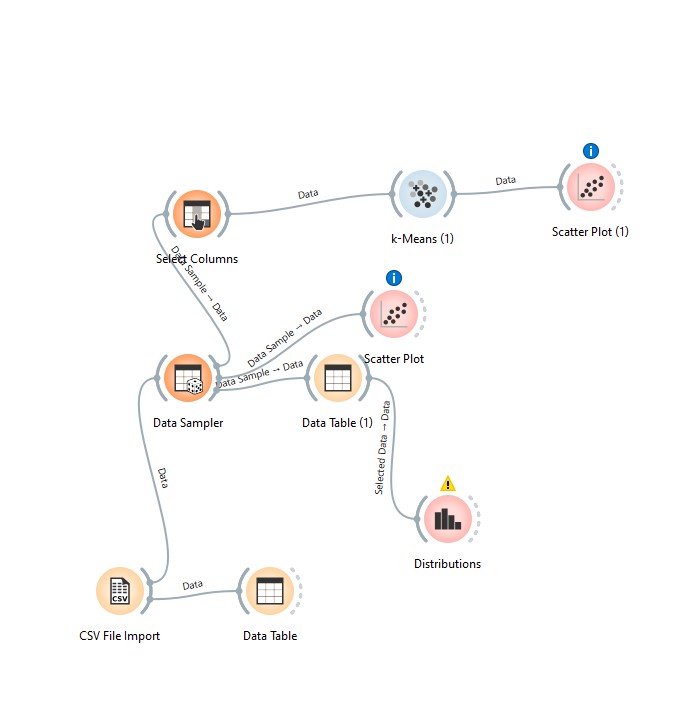 i
Data
Data
Scatter Plot (1)
k-Means (1)
Select Columns
Data Sample → Data
i
Data Sample → Data
Scatter Plot
Data Sample → Data
Data Sampler
Data Table (1)
Selected Data → Data
Data
!
Distributions
CSV
Data
CSV File Import
Data Table